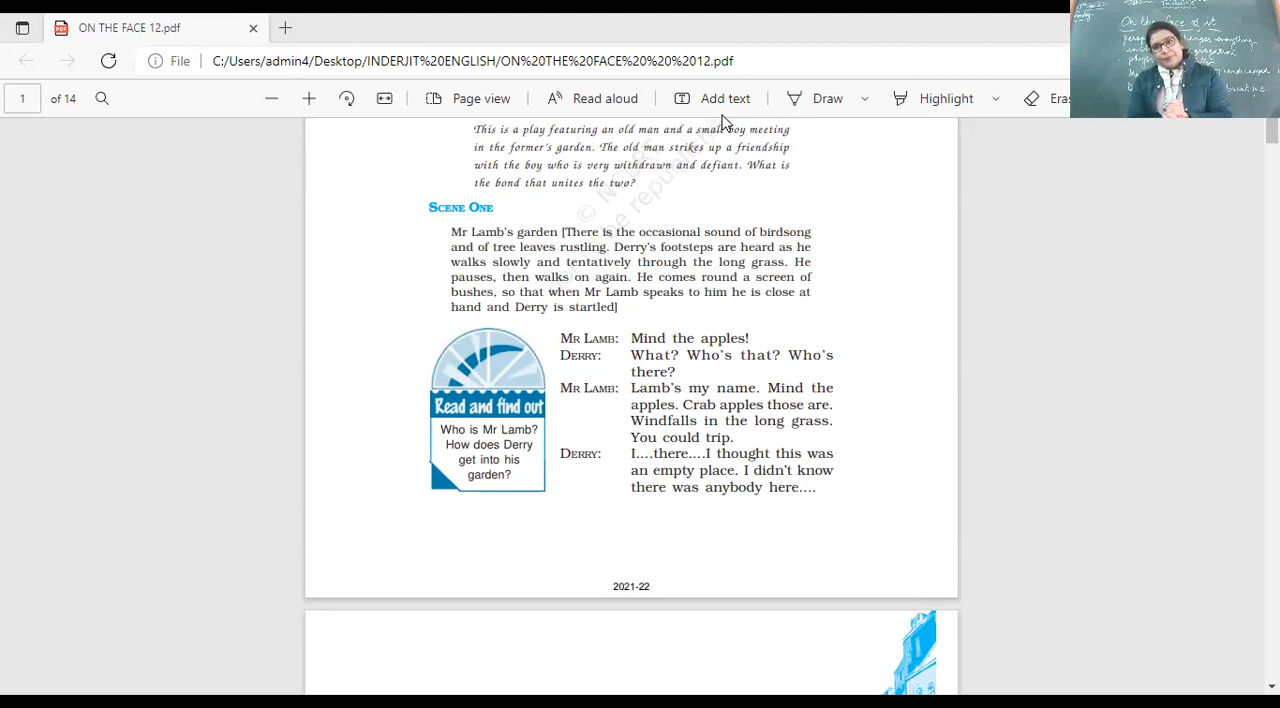 ON THE FACE 12.pdf
File C:/Users/admin4/Desktop/INDERJIT%20ENGLISH/ON%20THE%20FACE%20%20%2012.pdf
1 of 14 Page view Read aloud Add text Draw Highlight Eras
On the face of it
This is a play featuring an old man and a small boy meeting
in the former's garden. The old man strikes up a friendship
with the boy who is very withdrawn and defiant. What is
the bond that unites the two?
SCENE ONE
Mr Lamb's garden [There is the occasional sound of birdsong
and of tree leaves rustling. Derry's footsteps are heard as he
walks slowly and tentatively through the long grass. He
pauses, then walks on again. He comes round a screen of
bushes, so that when Mr Lamb speaks to him he is close at
hand and Derry is startled]
MR LAMB: Mind the apples!
DERRY: What? Who's that? Who's
there?
MR LAMB: Lamb's my name. Mind the
apples. Crab apples those are.
Windfalls in the long grass.
You could trip.
DERRY: I....there....I thought this was
an empty place. I didn't know
there was anybody here....
Read and find out
Who is Mr Lamb?
How does Derry
get into his
garden?
2021-22